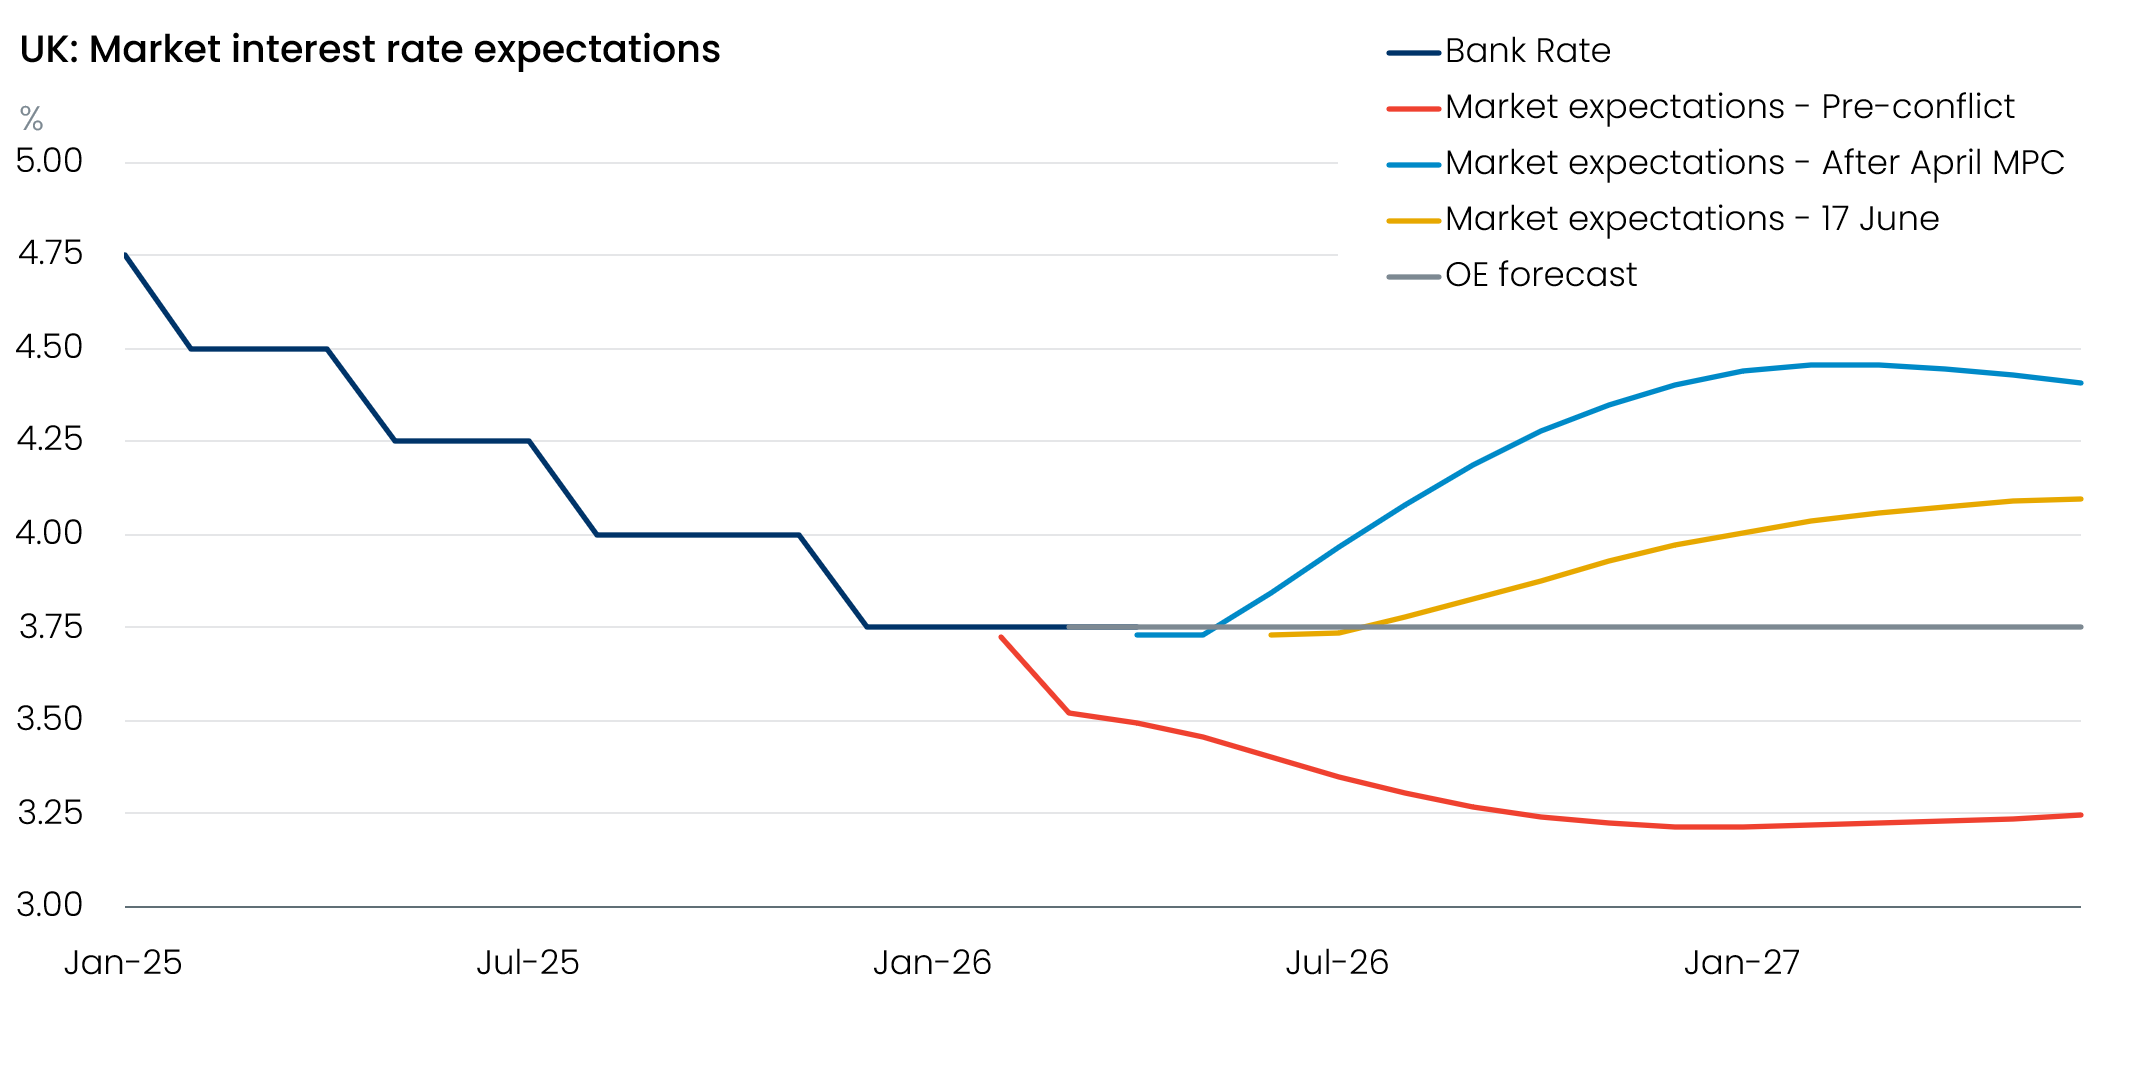 UK: Market interest rate expectations
%
Bank Rate
Market expectations - Pre-conflict
Market expectations - After April MPC
Market expectations - 17 June
OE forecast
5.00
4.75
4.50
4.25
4.00
3.75
3.50
3.25
3.00
Jan-25 Jul-25 Jan-26 Jul-26 Jan-27